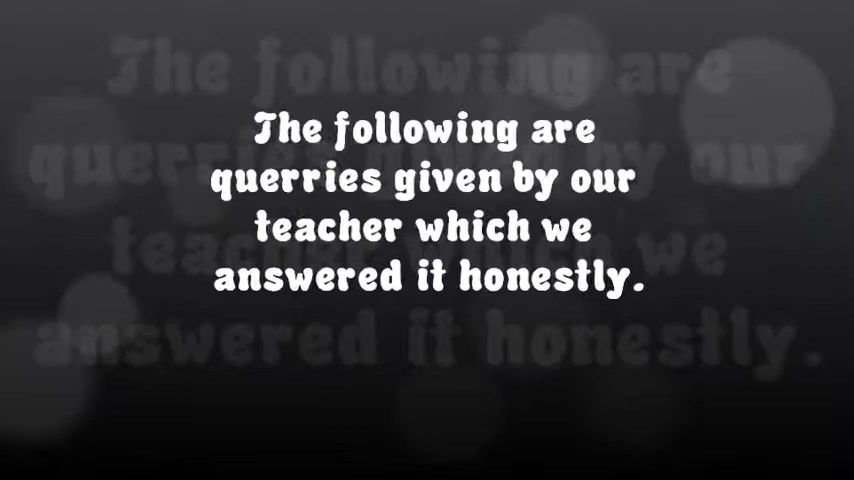 The following are
querries given by our
teacher which we
answered it honestly.